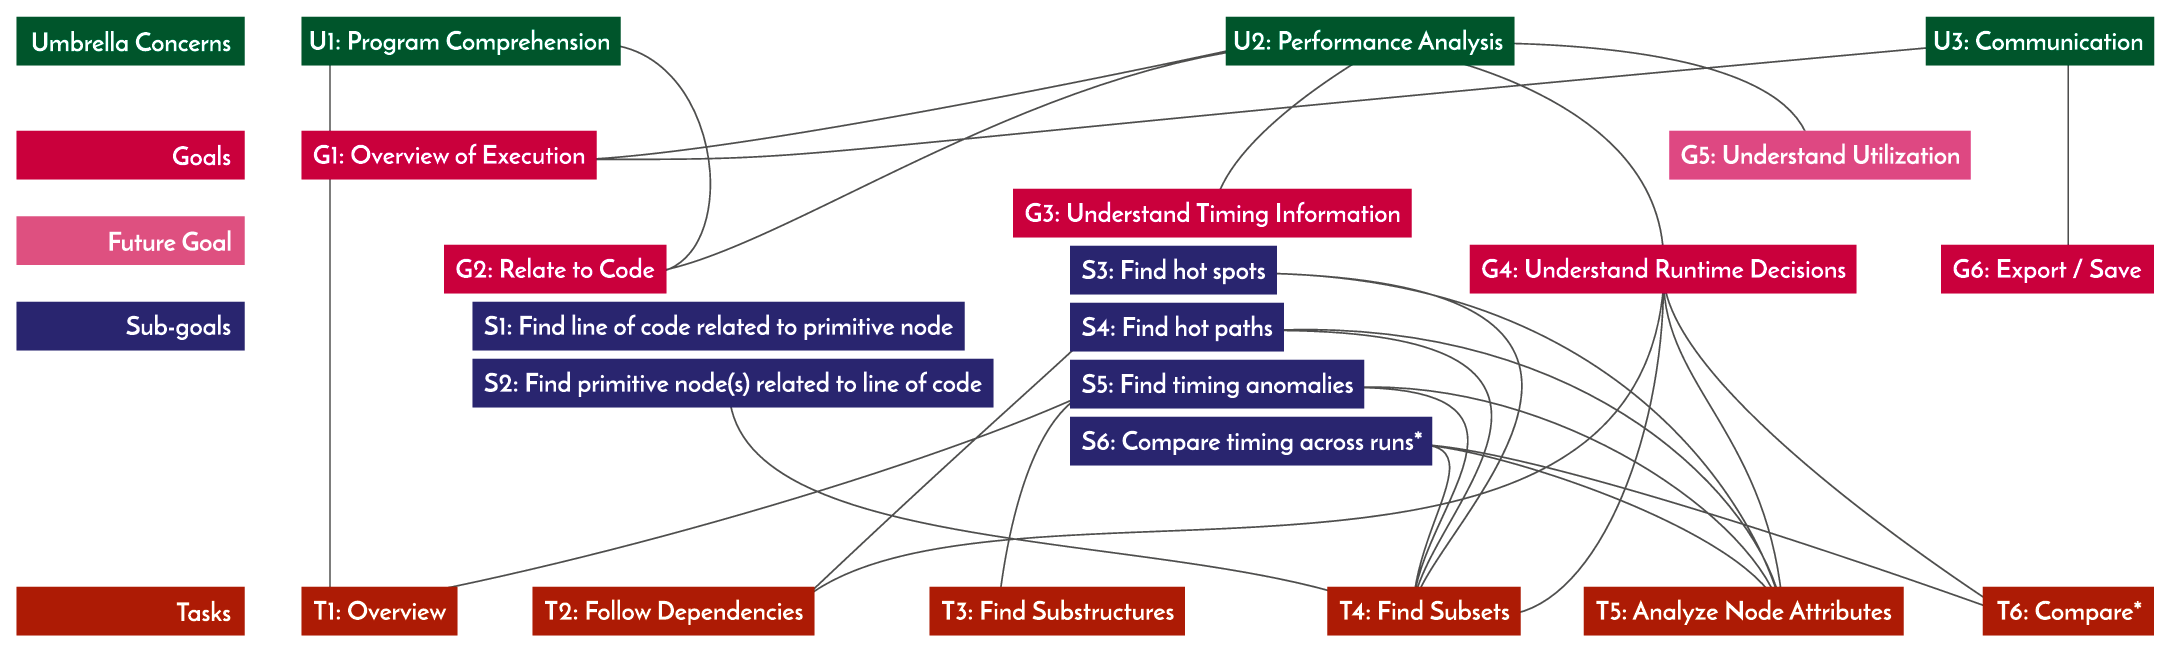 Umbrella Concerns
U1: Program Comprehension
U2: Performance Analysis
U3: Communication
Goals
G1: Overview of Execution
G5: Understand Utilization
G3: Understand Timing Information
Future Goal
G2: Relate to Code
S3: Find hot spots
G4: Understand Runtime Decisions
G6: Export / Save
Sub-goals
S1: Find line of code related to primitive node
S4: Find hot paths
S2: Find primitive node(s) related to line of code
S5: Find timing anomalies
S6: Compare timing across runs*
Tasks
T1: Overview
T2: Follow Dependencies
T3: Find Substructures
T4: Find Subsets
T5: Analyze Node Attributes
T6: Compare*